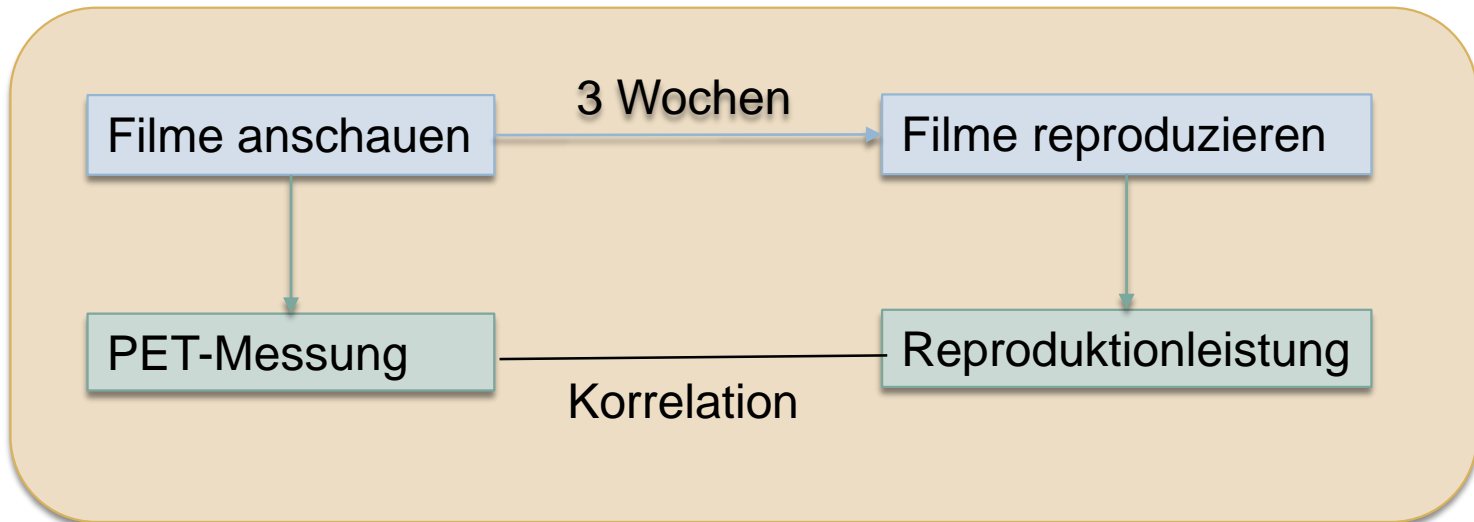 3 Wochen
Filme anschauen
Filme reproduzieren
PET-Messung
Reproduktionleistung
Korrelation